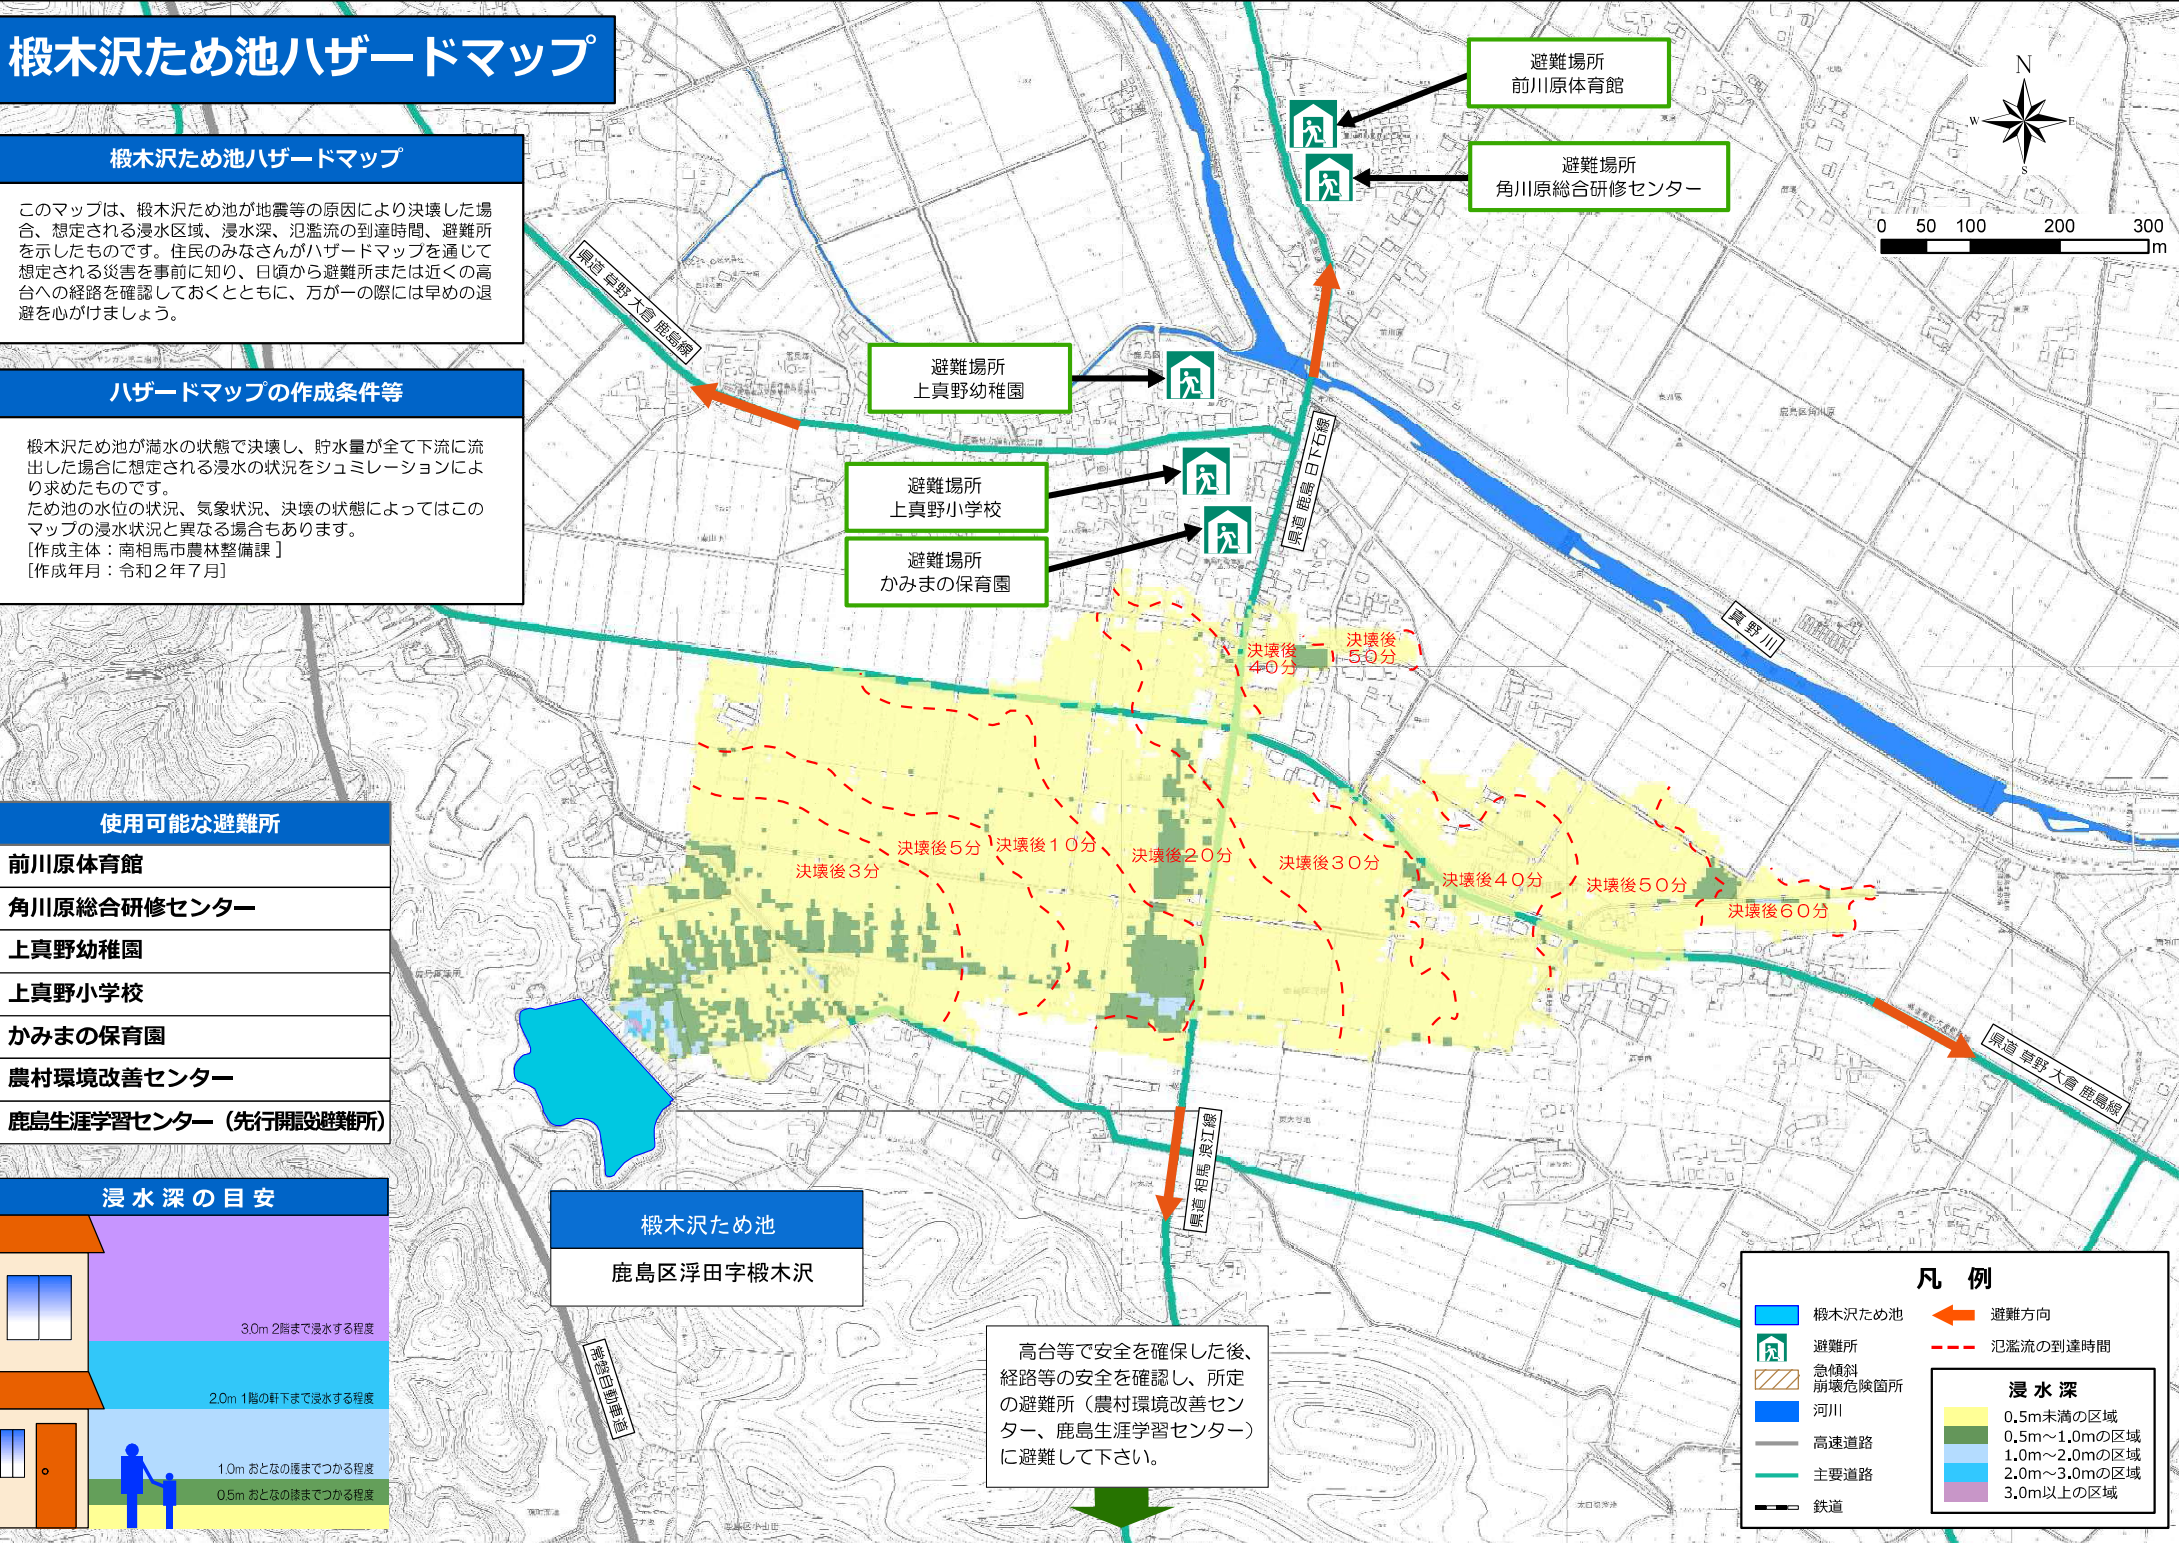 椴木沢ため池ハザードマップ
椴木沢ため池ハザードマップ
このマップは、椴木沢ため池が地震等の原因により決壊した場
合、想定される浸水区域、浸水深、氾濫流の到達時間、避難所
を示したものです。住民のみなさんがハザードマップを通じて
想定される災害を事前に知り、日頃から避難所または近くの高
台への経路を確認しておくとともに、万が一の際には早めの退
避を心がけましょう。
ハザードマップの作成条件等
椴木沢ため池が満水の状態で決壊し、貯水量が全て下流に流
出した場合に想定される浸水の状況をシュミレーションによ
り求めたものです。
ため池の水位の状況、気象状況、決壊の状態によってはこの
マップの浸水状況と異なる場合もあります。
[作成主体：南相馬市農林整備課]
[作成年月：令和２年７月]
使用可能な避難所
前川原体育館
角川原総合研修センター
上真野幼稚園
上真野小学校
かみまの保育園
農村環境改善センター
鹿島生涯学習センター（先行開設避難所）
浸水深の目安
3.0m 2階まで浸水する程度
2.0m 1階の軒下まで浸水する程度
1.0m おとなの腰までつかる程度
0.5m おとなの膝までつかる程度
避難場所
前川原体育館
避難場所
角川原総合研修センター
避難場所
上真野幼稚園
避難場所
上真野小学校
避難場所
かみまの保育園
N
W
E
S
0 50 100 200 300
m
県道 草野 大倉 鹿島線
県道 鹿島 日下石線
真野川
決壊後
４０分
決壊後
５０分
決壊後３分
決壊後５分
決壊後１０分
決壊後２０分
決壊後３０分
決壊後４０分
決壊後５０分
決壊後６０分
県道 草野 大倉 鹿島線
県道 相馬 浪江線
常磐自動車道
椴木沢ため池
鹿島区浮田字椴木沢
高台等で安全を確保した後、
経路等の安全を確認し、所定
の避難所（農村環境改善セン
ター、鹿島生涯学習センター）
に避難して下さい。
凡 例
椴木沢ため池
避難所
急傾斜
崩壊危険箇所
河川
高速道路
主要道路
鉄道
避難方向
氾濫流の到達時間
浸水深
0.5m未満の区域
0.5m～1.0mの区域
1.0m～2.0mの区域
2.0m～3.0mの区域
3.0m以上の区域